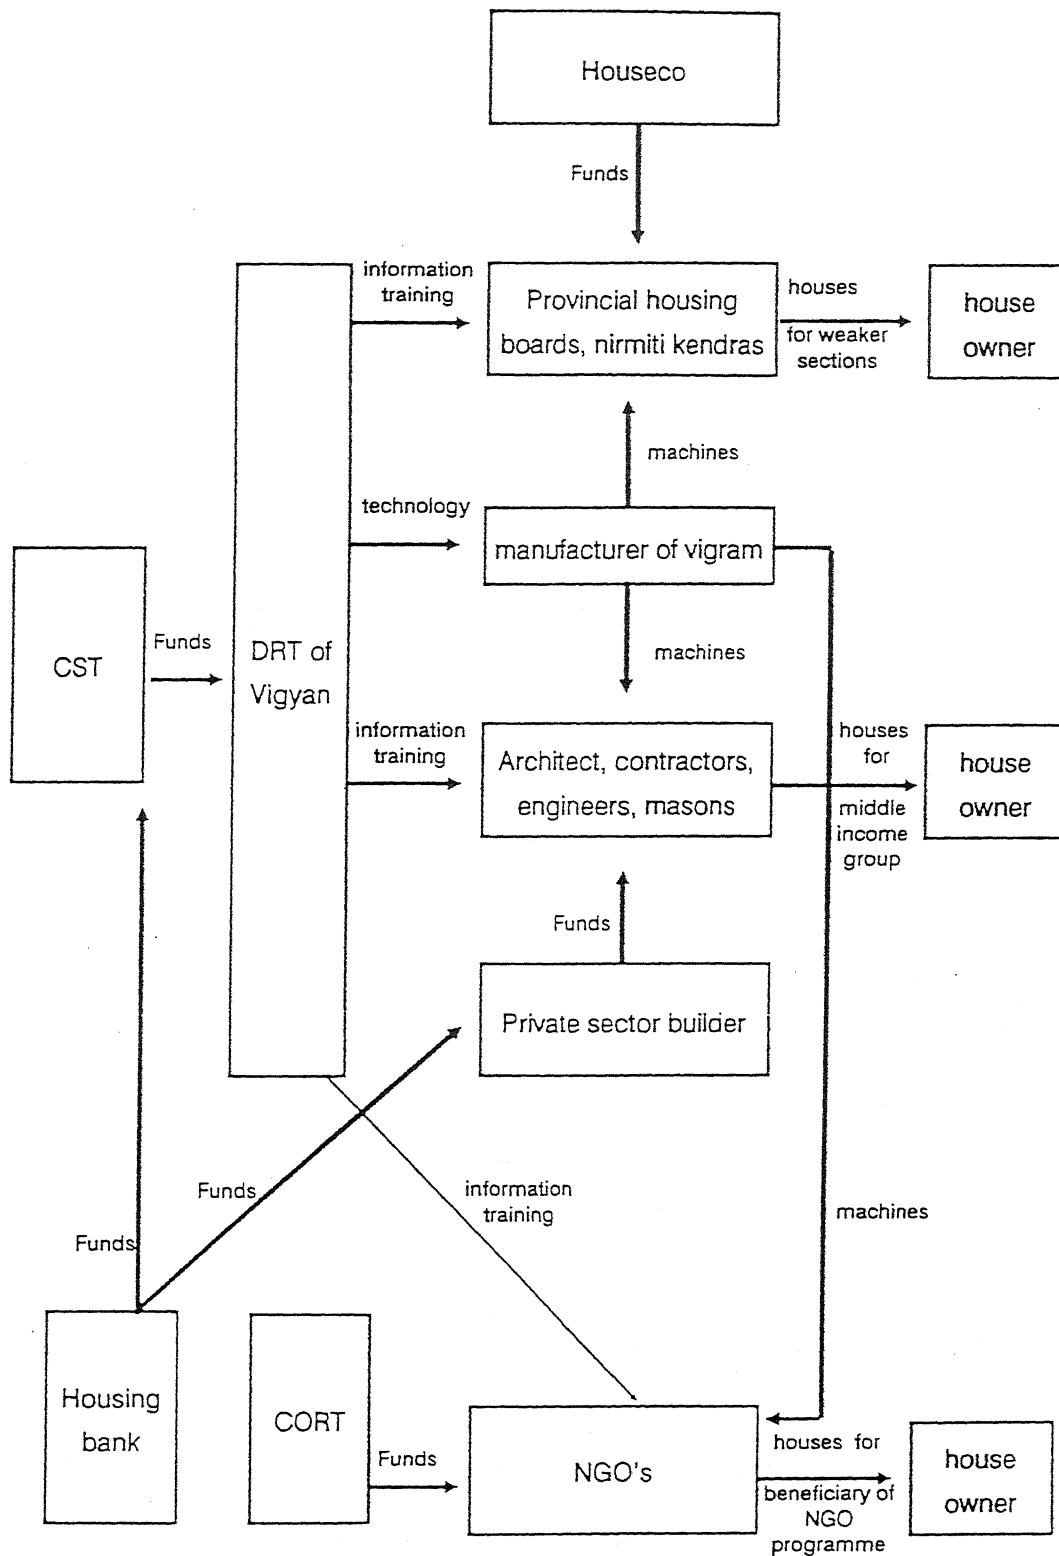 Houseco
Funds
information
training
Provincial housing
boards, nirmiti kendras
houses
for weaker
sections
house
owner
machines
technology
manufacturer of vigram
machines
CST
Funds
DRT of
Vigyan
information
training
Architect, contractors,
engineers, masons
houses
for
middle
income
group
house
owner
Funds
Private sector builder
Funds
information
training
machines
Funds
Housing
bank
CORT
Funds
NGO's
houses for
beneficiary of
NGO
programme
house
owner